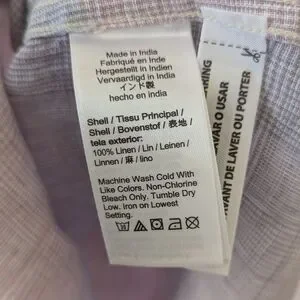 Made in India
Fabriqué en Inde
Hergestellt in Indien
Vervaardigd in India
インド製
hecho en india
Shell / Tissu Principal /
Shell / Bovenstof / 表地 /
tela exterior:
100% Linen / Lin / Leinen /
Linnen / 麻 / lino
Machine Wash Cold With
Like Colors. Non-Chlorine
Bleach Only. Tumble Dry
Low. Iron on Lowest
Setting.
AVAR O USAR
AVANT DE LAVER OU PORTER